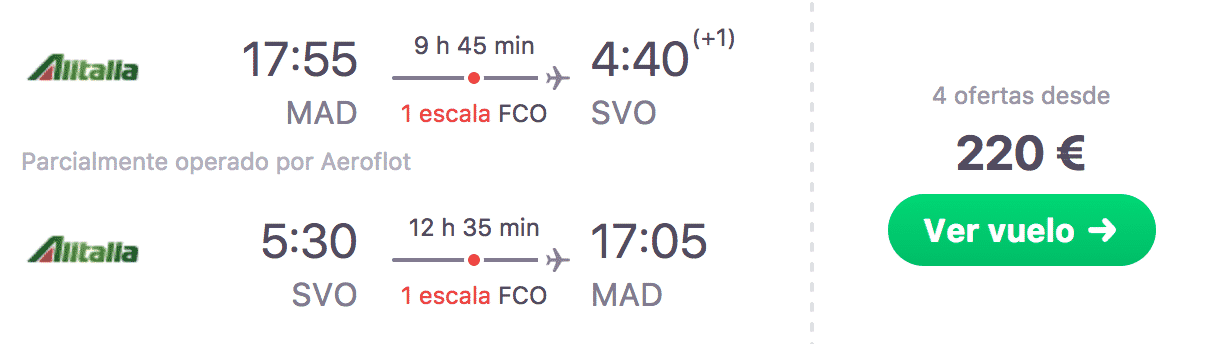 Alitalia
17:55 9 h 45 min 4:40 (+1)
MAD 1 escala FCO SVO
Parcialmente operado por Aeroflot
Alitalia
5:30 12 h 35 min 17:05
SVO 1 escala FCO MAD
4 ofertas desde
220 €
Ver vuelo →